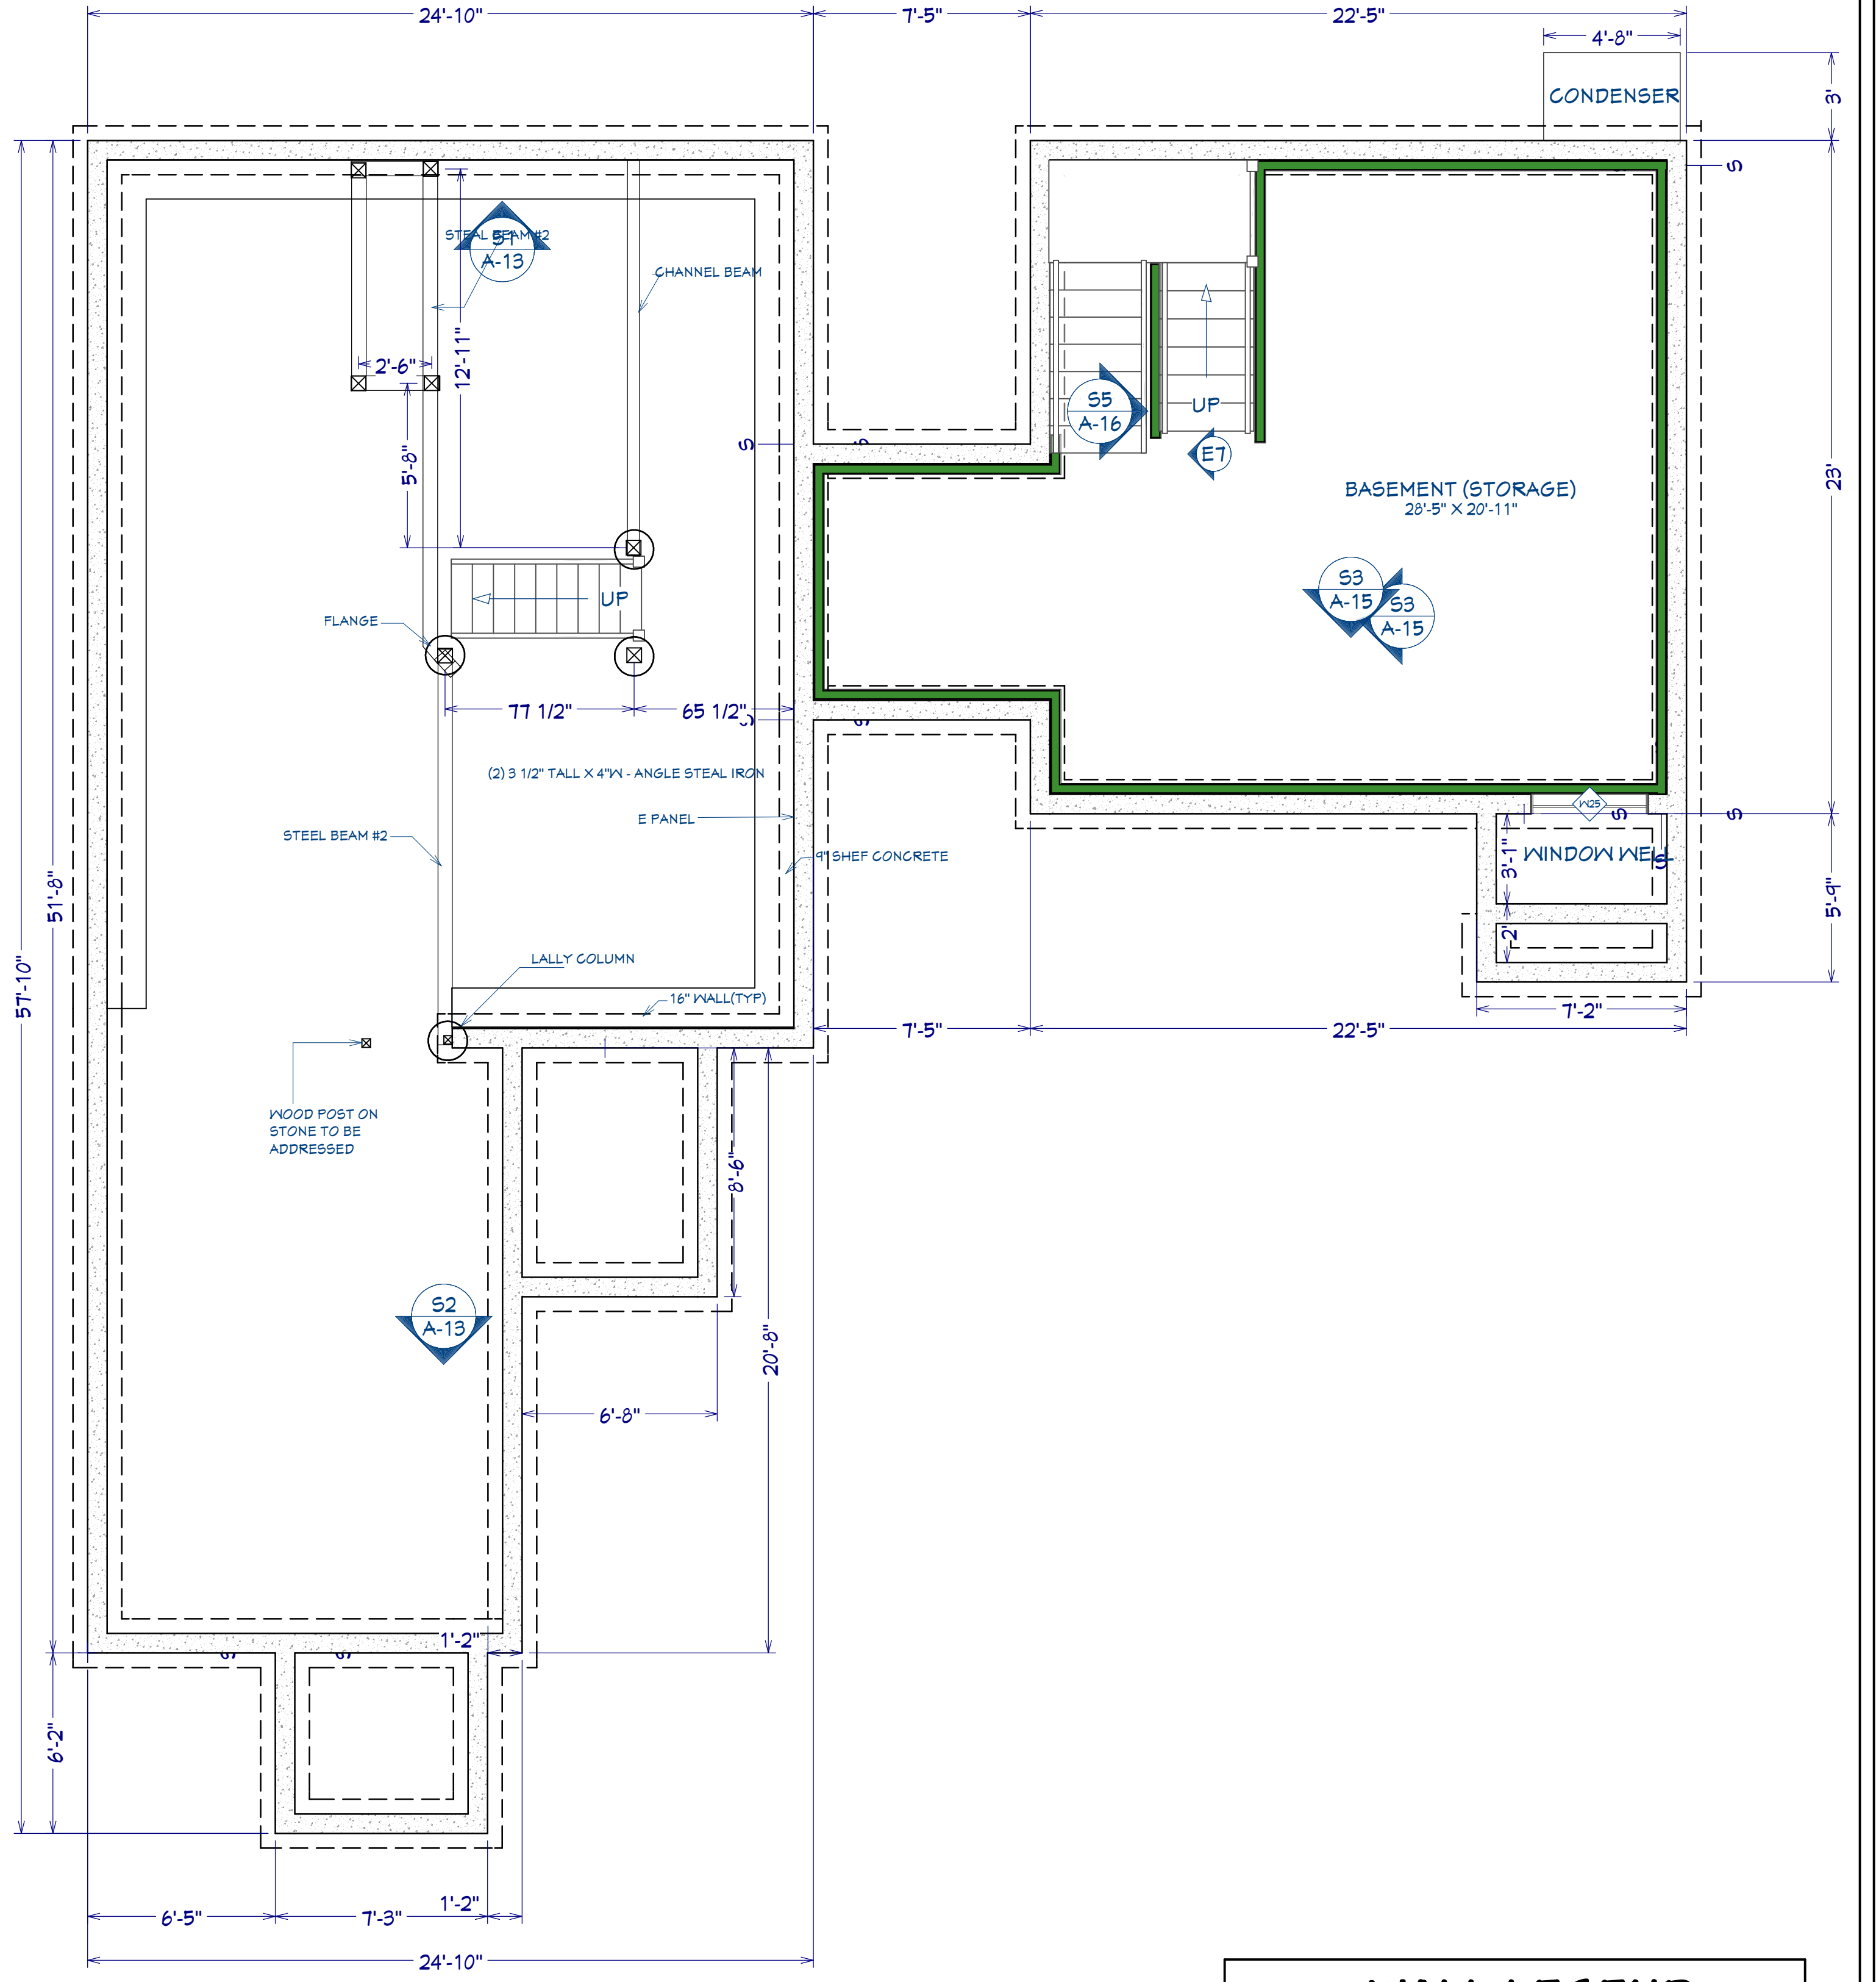 24'-10"
7'-5"
22'-5"
4'-8"
CONDENSER
3'
S
STEAL BEAM #2
S1
A-13
CHANNEL BEAM
2'-6"
12'-11"
5'-8"
S
S
S5
A-16
UP
E7
BASEMENT (STORAGE)
28'-5" X 20'-11"
23'
S3
A-15
S3
A-15
UP
FLANGE
77 1/2"
65 1/2"
S
S
(2) 3 1/2" TALL X 4"W - ANGLE STEAL IRON
E PANEL
STEEL BEAM #2
9" SHEF CONCRETE
W25
S
S
WINDOW WELL
S
3'-1"
2'
5'-9"
7'-2"
51'-8"
57'-10"
LALLY COLUMN
16" WALL(TYP)
7'-5"
22'-5"
WOOD POST ON
STONE TO BE
ADDRESSED
8'-6"
S2
A-13
20'-8"
6'-8"
1'-2"
S
S
6'-2"
1'-2"
6'-5"
7'-3"
24'-10"